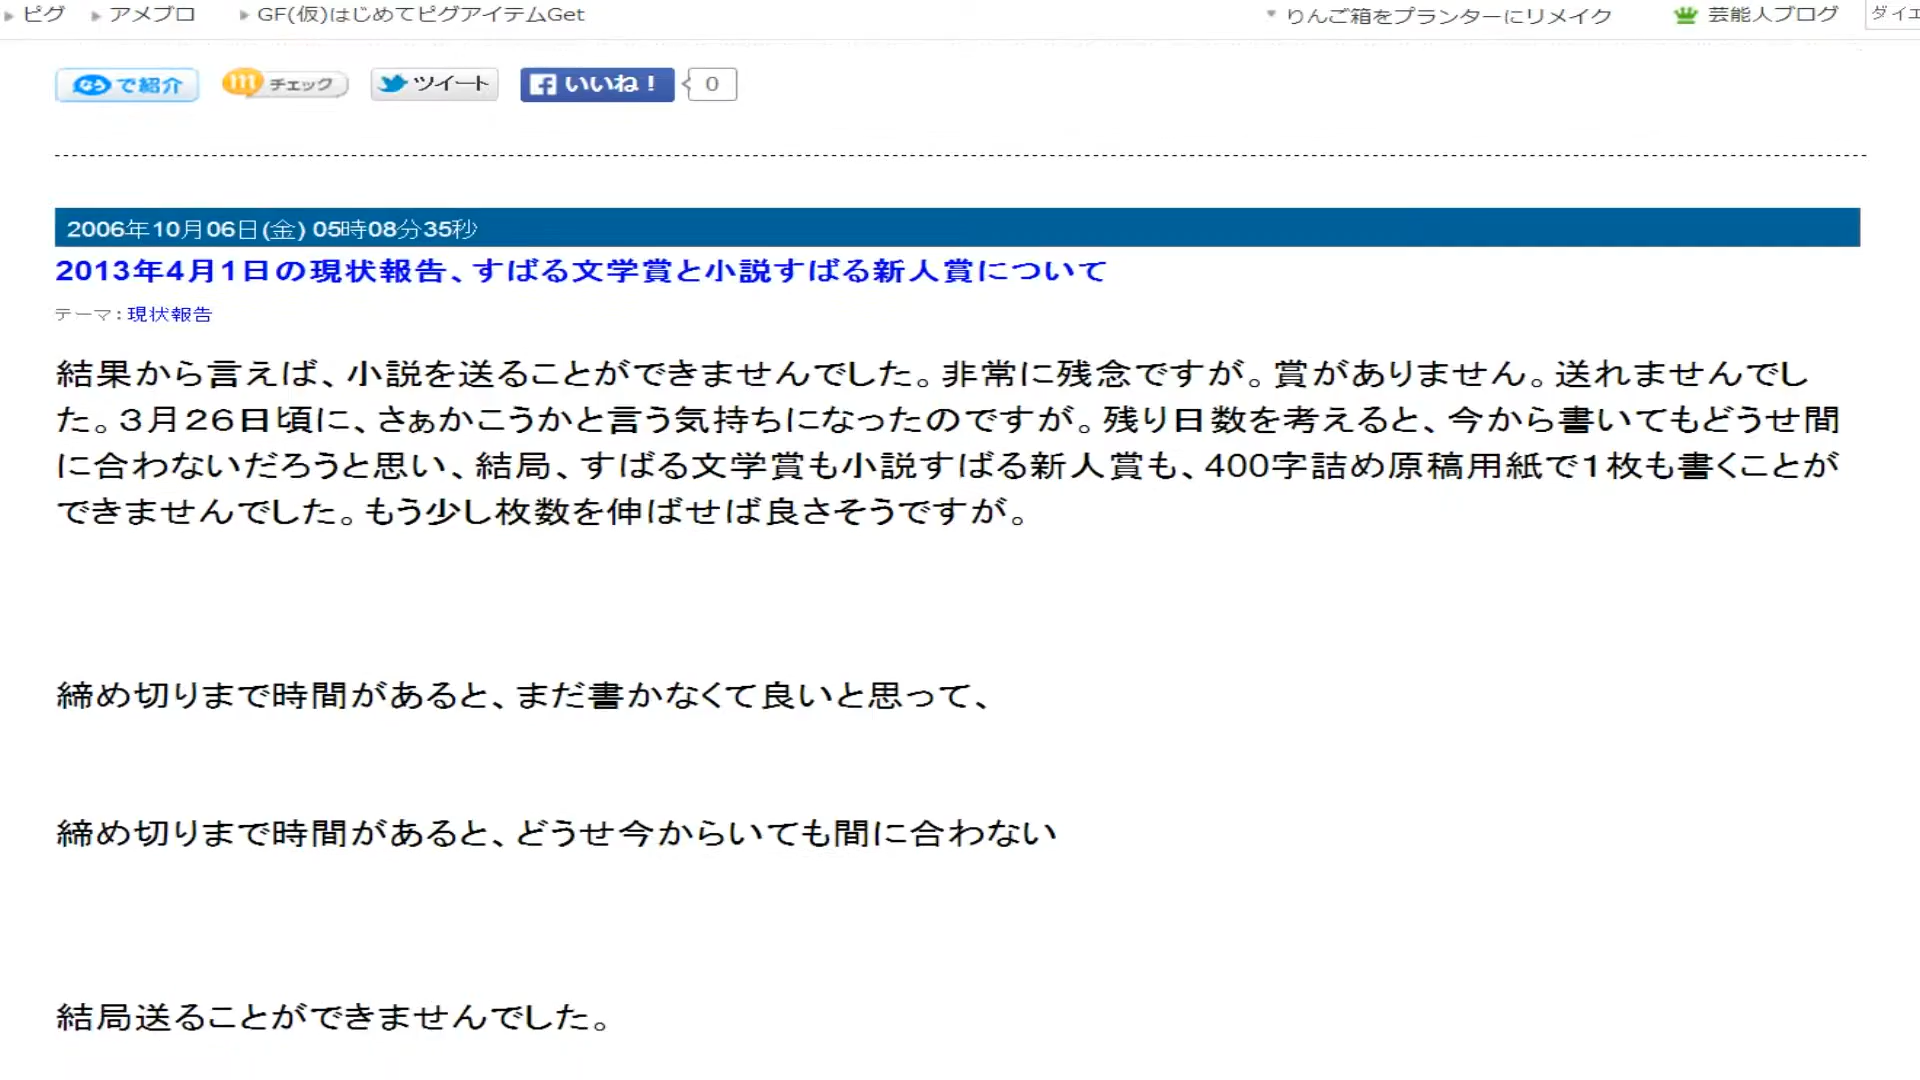 ピグ アメブロ GF(仮)はじめてピグアイテムGet りんご箱をプランターにリメイク 芸能人ブログ ダイエ
なう で紹介 m チェック ツイート f いいね！ 0
2006年10月06日(金) 05時08分35秒
2013年4月1日の現状報告、すばる文学賞と小説すばる新人賞について
テーマ：現状報告
結果から言えば、小説を送ることができませんでした。非常に残念ですが。賞がありません。送れませんでし
た。３月２６日頃に、さぁかこうかと言う気持ちになったのですが。残り日数を考えると、今から書いてもどうせ間
に合わないだろうと思い、結局、すばる文学賞も小説すばる新人賞も、400字詰め原稿用紙で１枚も書くことが
できませんでした。もう少し枚数を伸ばせば良さそうですが。
締め切りまで時間があると、まだ書かなくて良いと思って、
締め切りまで時間があると、どうせ今からいても間に合わない
結局送ることができませんでした。